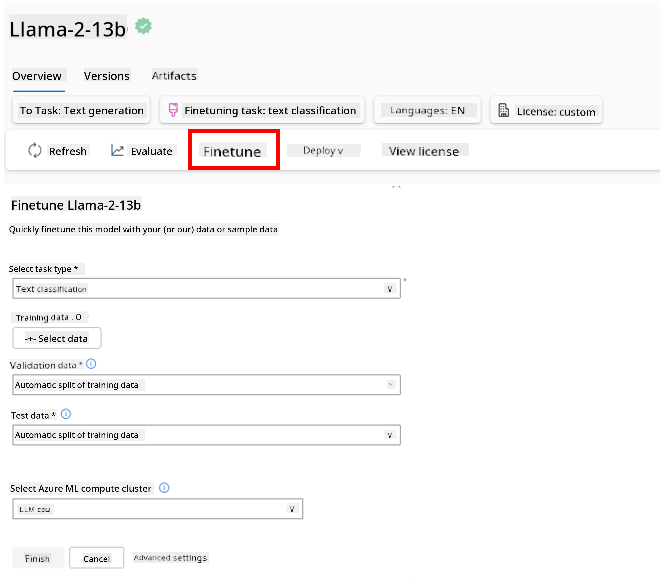 Llama-2-13b
Overview Versions Artifacts
To Task: Text generation Finetuning task: text classification Languages: EN License: custom
Refresh Evaluate Finetune Deploy v View license
Finetune Llama-2-13b
Quickly finetune this model with your (or our) data or sample data
Select task type *
Text classification
Training data . O
Select data
Validation data *
Automatic split of training data
Test data *
Automatic split of training data
Select Azure ML compute cluster
Finish Cancel Advanced settings